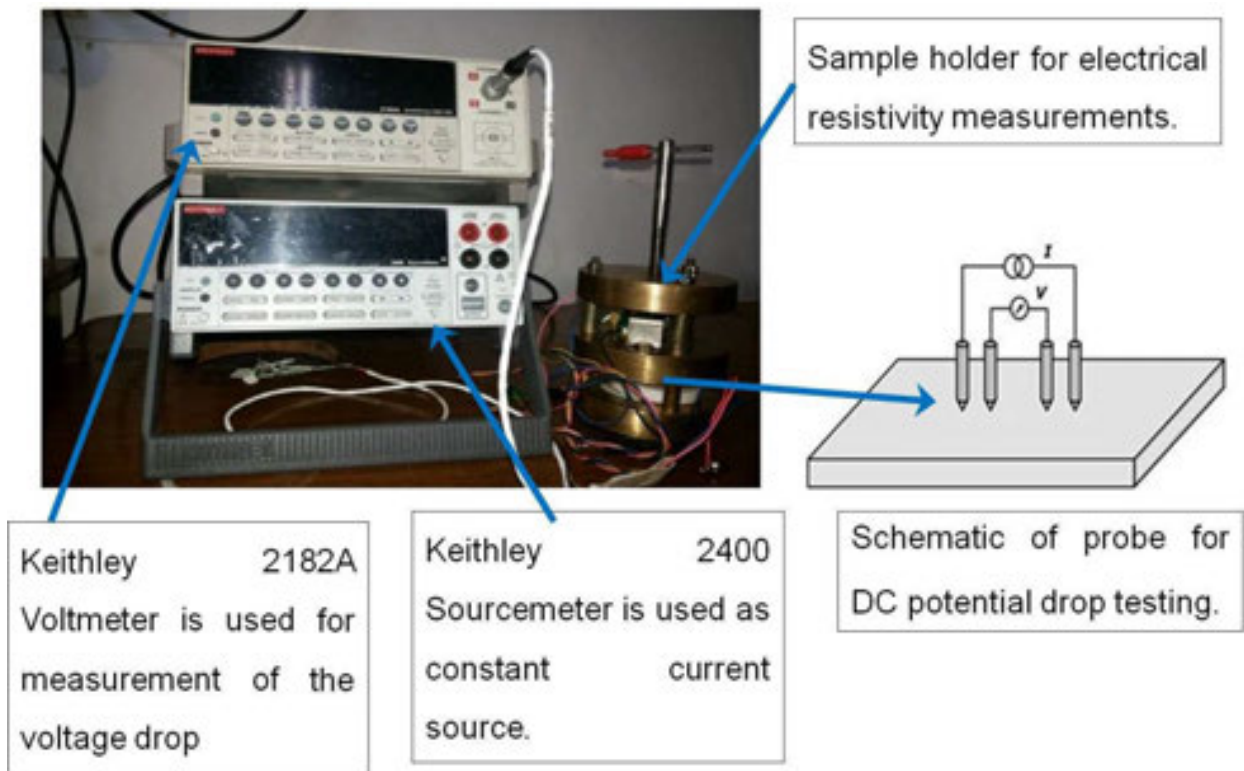 Sample holder for electrical
resistivity measurements.
I
V
Keithley 2182A
Voltmeter is used for
measurement of the
voltage drop
Keithley 2400
Sourcemeter is used as
constant current
source.
Schematic of probe for
DC potential drop testing.